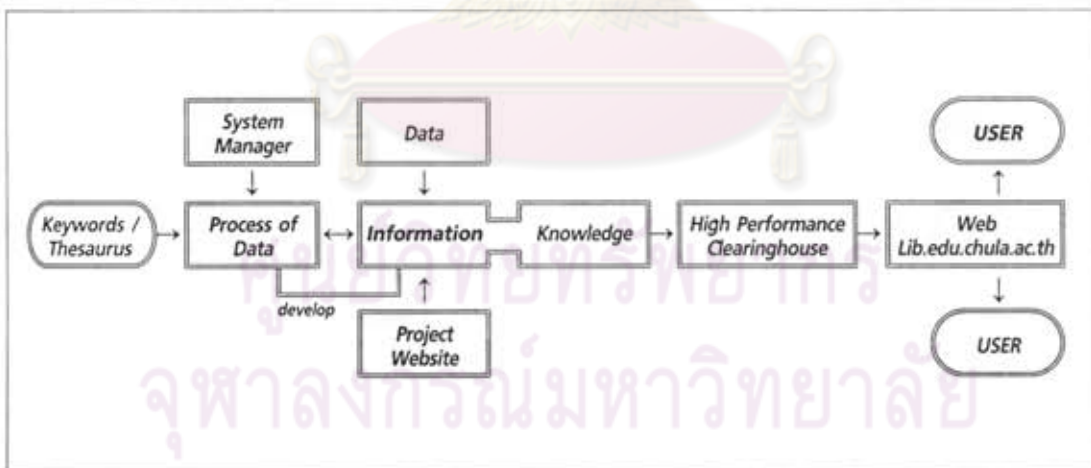 System
Manager
Data
USER
Keywords /
Thesaurus
Process of
Data
Information
Knowledge
High Performance
Clearinghouse
Web
Lib.edu.chula.ac.th
develop
Project
Website
USER
ศูนย์วิทยทรัพยากร
จุฬาลงกรณ์มหาวิทยาลัย